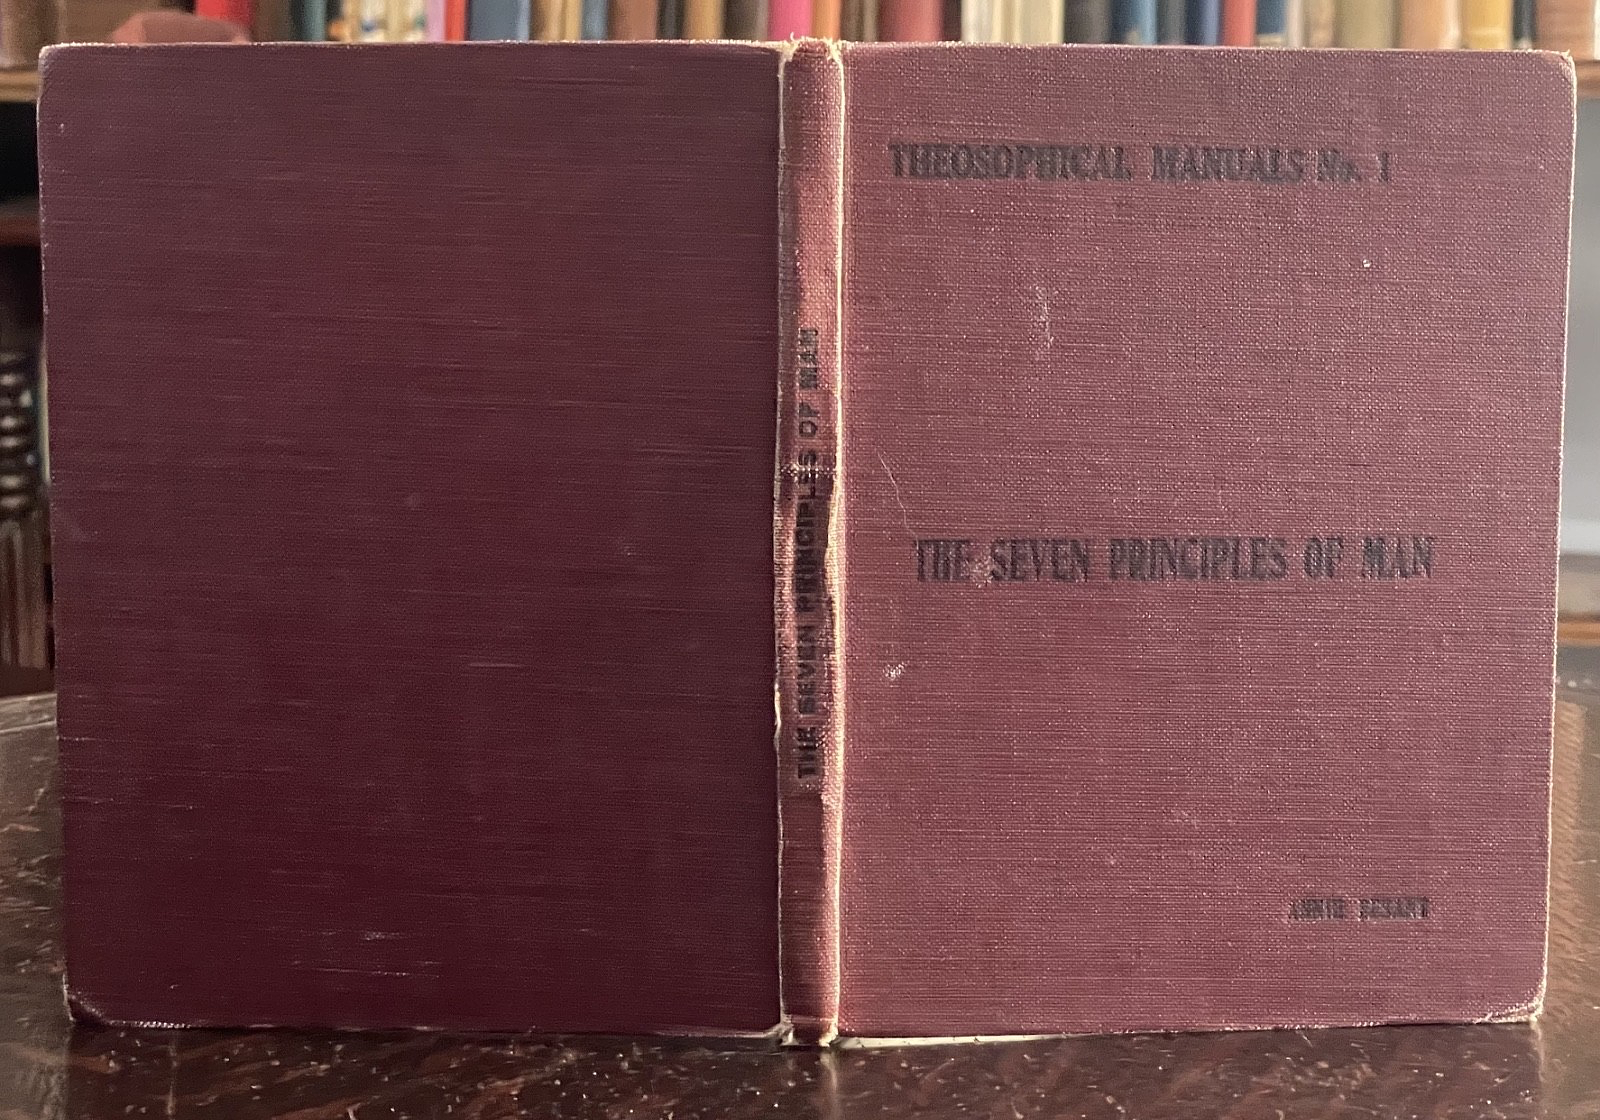 THEOSOPHICAL MANUALS No. 1
THE SEVEN PRINCIPLES OF MAN
ANNIE BESANT
THE SEVEN PRINCIPLES OF MAN